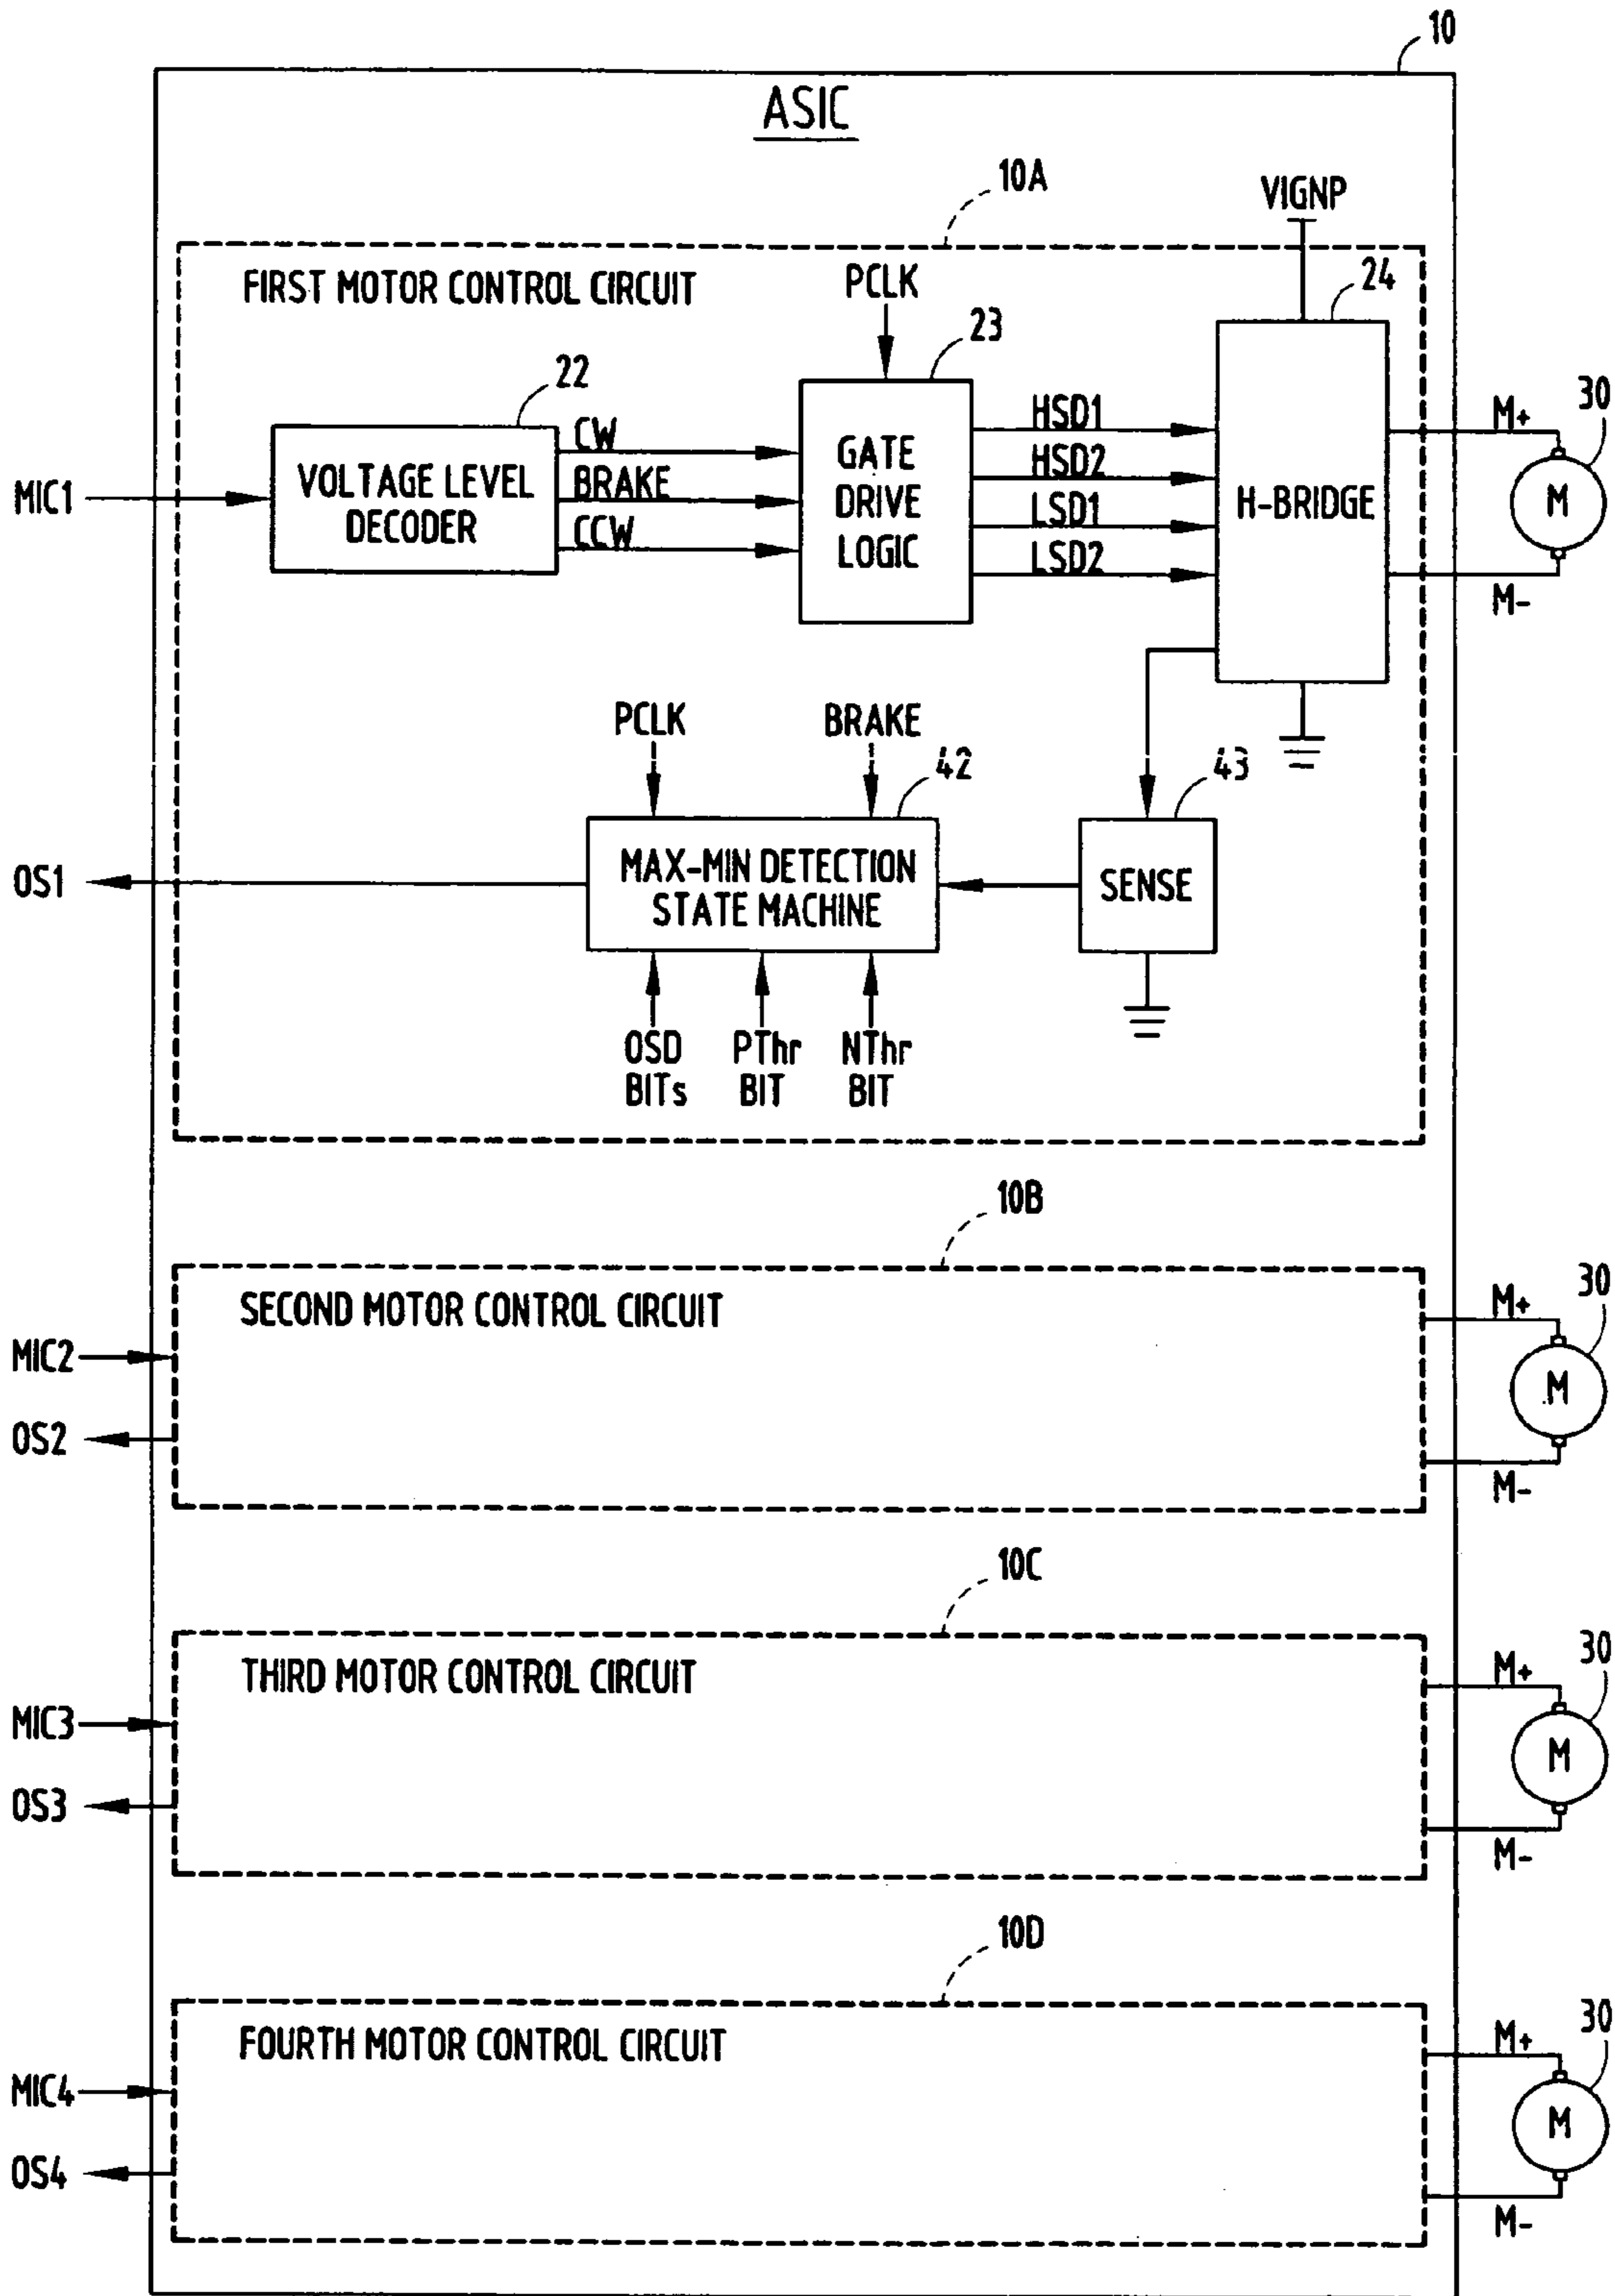 10
ASIC
10A
VIGNP
FIRST MOTOR CONTROL CIRCUIT
PCLK
24
23
22
30
HSD1
M+
CW
GATE
HSD2
VOLTAGE LEVEL
BRAKE
DRIVE
H-BRIDGE
M
MIC1
DECODER
LSD1
CCW
LOGIC
LSD2
M-
PCLK
BRAKE
42
43
MAX-MIN DETECTION
STATE MACHINE
SENSE
OS1
OSD
BITs
PThr
BIT
NThr
BIT
10B
30
SECOND MOTOR CONTROL CIRCUIT
M+
MIC2
M
OS2
M-
10C
30
THIRD MOTOR CONTROL CIRCUIT
M+
MIC3
M
OS3
M-
10D
30
FOURTH MOTOR CONTROL CIRCUIT
M+
MIC4
M
OS4
M-